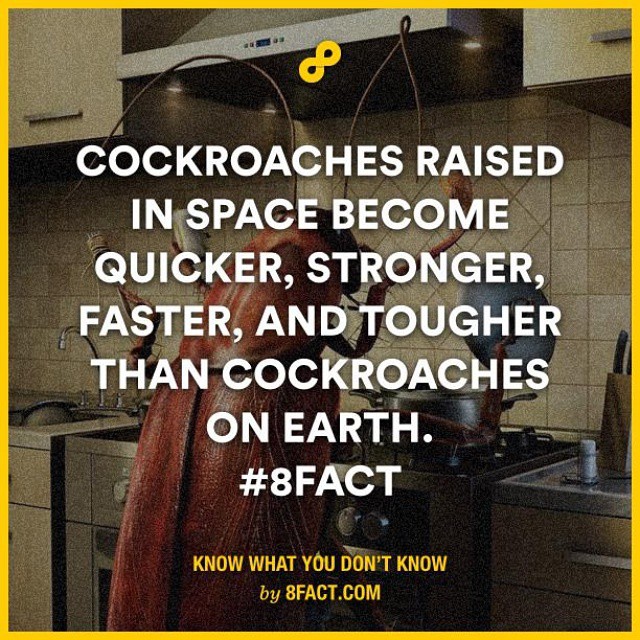 COCKROACHES RAISED
IN SPACE BECOME
QUICKER, STRONGER,
FASTER, AND TOUGHER
THAN COCKROACHES
ON EARTH.
#8FACT
KNOW WHAT YOU DON'T KNOW
by 8FACT.COM